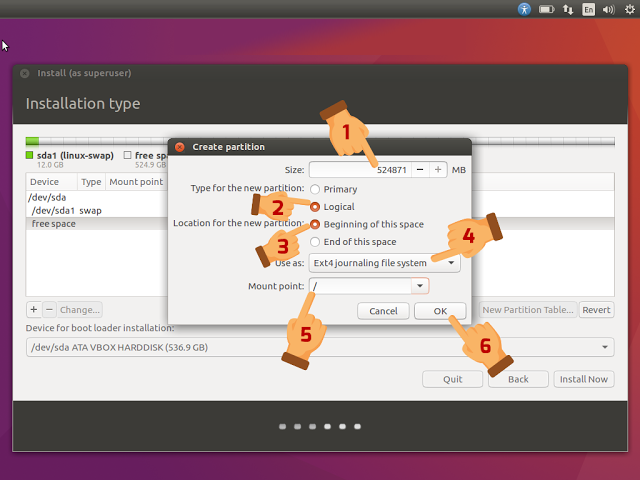 En
Install (as superuser)
Installation type
sda1 (linux-swap)
12.0 GB
free sp
524.9 G
Device Type Mount point
/dev/sda
/dev/sda1 swap
free space
Create partition
1
Size: 524871 − + MB
Type for the new partition: Primary
2 Logical
Location for the new partition: Beginning of this space
3 End of this space
4
Use as: Ext4 journaling file system
Mount point: /
5
Cancel OK
6
+ − Change...
New Partition Table... Revert
Device for boot loader installation:
/dev/sda ATA VBOX HARDDISK (536.9 GB)
Quit Back Install Now